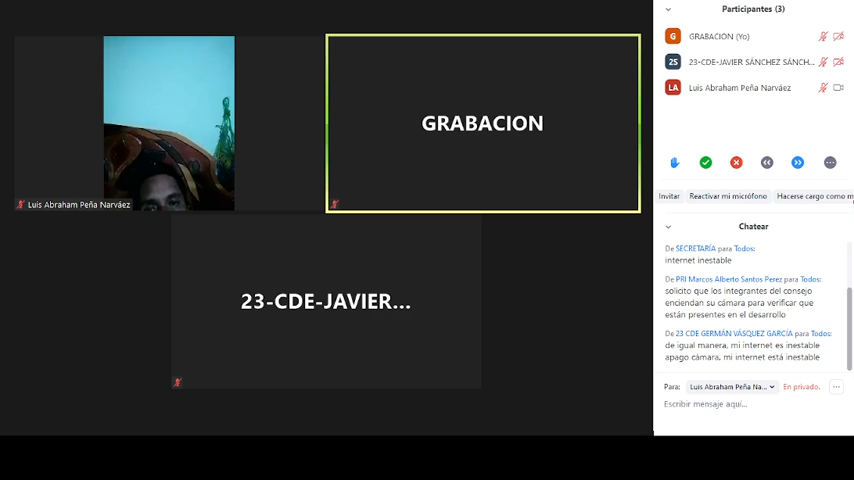 Luis Abraham Peña Narváez
GRABACION
23-CDE-JAVIER...
Participantes (3)
G
GRABACION (Yo)
2S
23-CDE-JAVIER SÁNCHEZ SÁNCH...
LA
Luis Abraham Peña Narváez
Invitar
Reactivar mi micrófono
Hacerse cargo como m
Chatear
De SECRETARÍA para Todos:
internet inestable
De PRI Marcos Alberto Santos Perez para Todos:
solicito que los integrantes del consejo
enciendan su cámara para verificar que
están presentes en el desarrollo
De 23 CDE GERMÁN VÁSQUEZ GARCÍA para Todos:
de igual manera, mi internet es inestable
apago cámara, mi internet está inestable
Para: Luis Abraham Peña Na... En privado.
Escribir mensaje aquí...